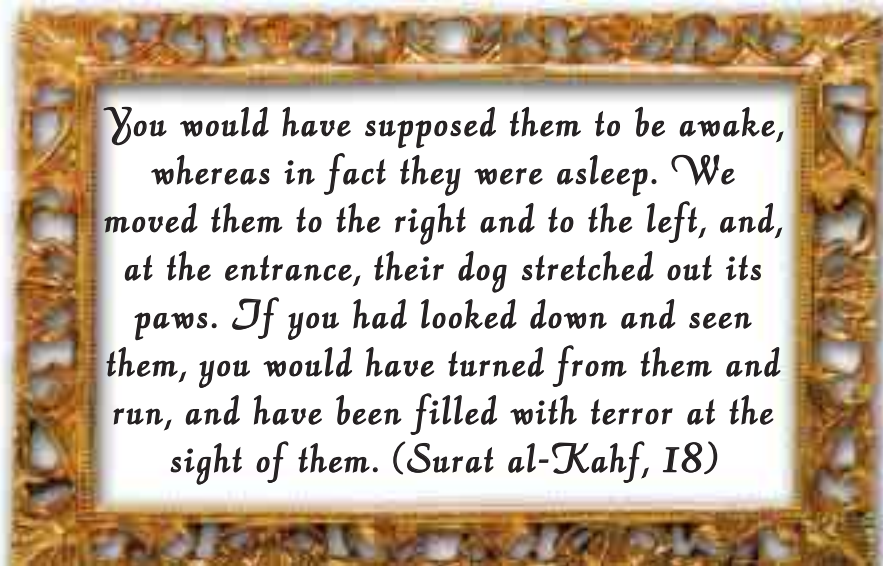 You would have supposed them to be awake,
whereas in fact they were asleep. We
moved them to the right and to the left, and,
at the entrance, their dog stretched out its
paws. If you had looked down and seen
them, you would have turned from them and
run, and have been filled with terror at the
sight of them. (Surat al-Kahf, 18)